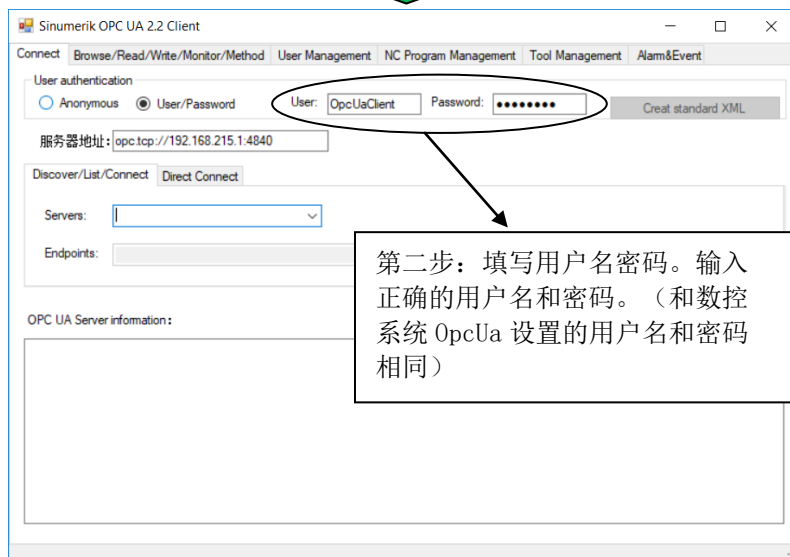 Sinumerik OPC UA 2.2 Client
Connect Browse/Read/Write/Monitor/Method User Management NC Program Management Tool Management Alarm&Event
User authentication
Anonymous User/Password User: OpcUaClient Password: ●●●●●●●● Creat standard XML
服务器地址: opc.tcp://192.168.215.1:4840
Discover/List/Connect Direct Connect
Servers:
Endpoints:
第二步：填写用户名密码。输入
正确的用户名和密码。（和数控
系统 OpcUa 设置的用户名和密码
相同）
OPC UA Server information: